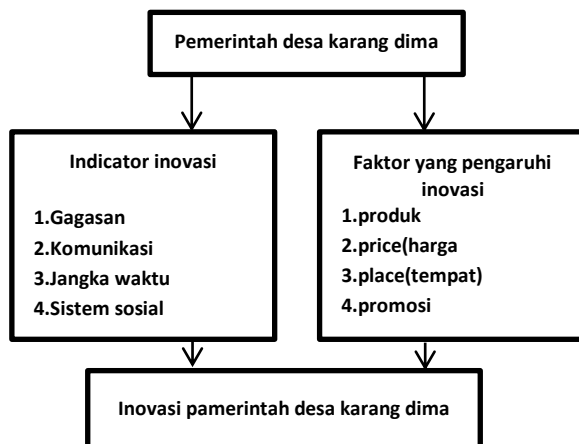 Pemerintah desa karang dima
Indicator inovasi
1.Gagasan
2.Komunikasi
3.Jangka waktu
4.Sistem sosial
Faktor yang pengaruhi
inovasi
1.produk
2.price(harga
3.place(tempat)
4.promosi
Inovasi pamerintah desa karang dima